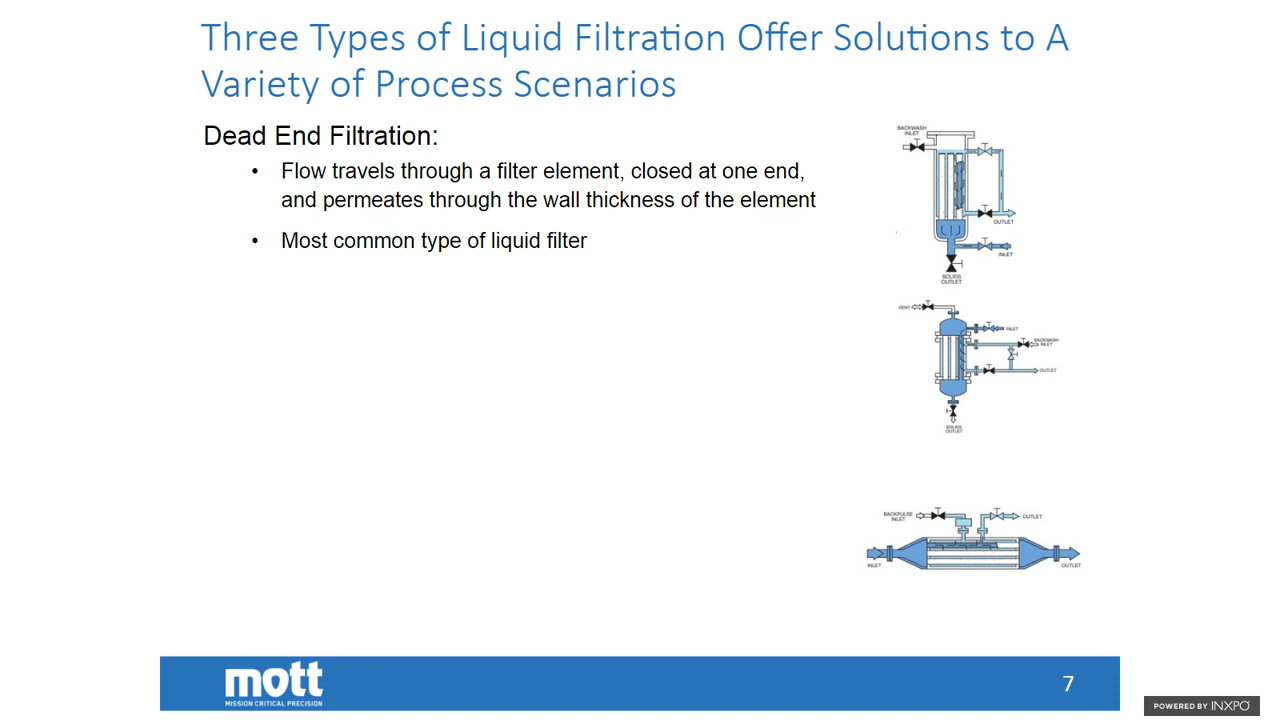 Three Types of Liquid Filtration Offer Solutions to A
Variety of Process Scenarios
Dead End Filtration:
• Flow travels through a filter element, closed at one end,
and permeates through the wall thickness of the element
• Most common type of liquid filter
BACKWASH
INLET
OUTLET
INLET
SOLIDS
OUTLET
VENT
INLET
BACKWASH
INLET
OUTLET
SOLIDS
OUTLET
BACKPULSE
INLET
OUTLET
INLET
OUTLET
mott
MISSION CRITICAL PRECISION
7
POWERED BY INXPO